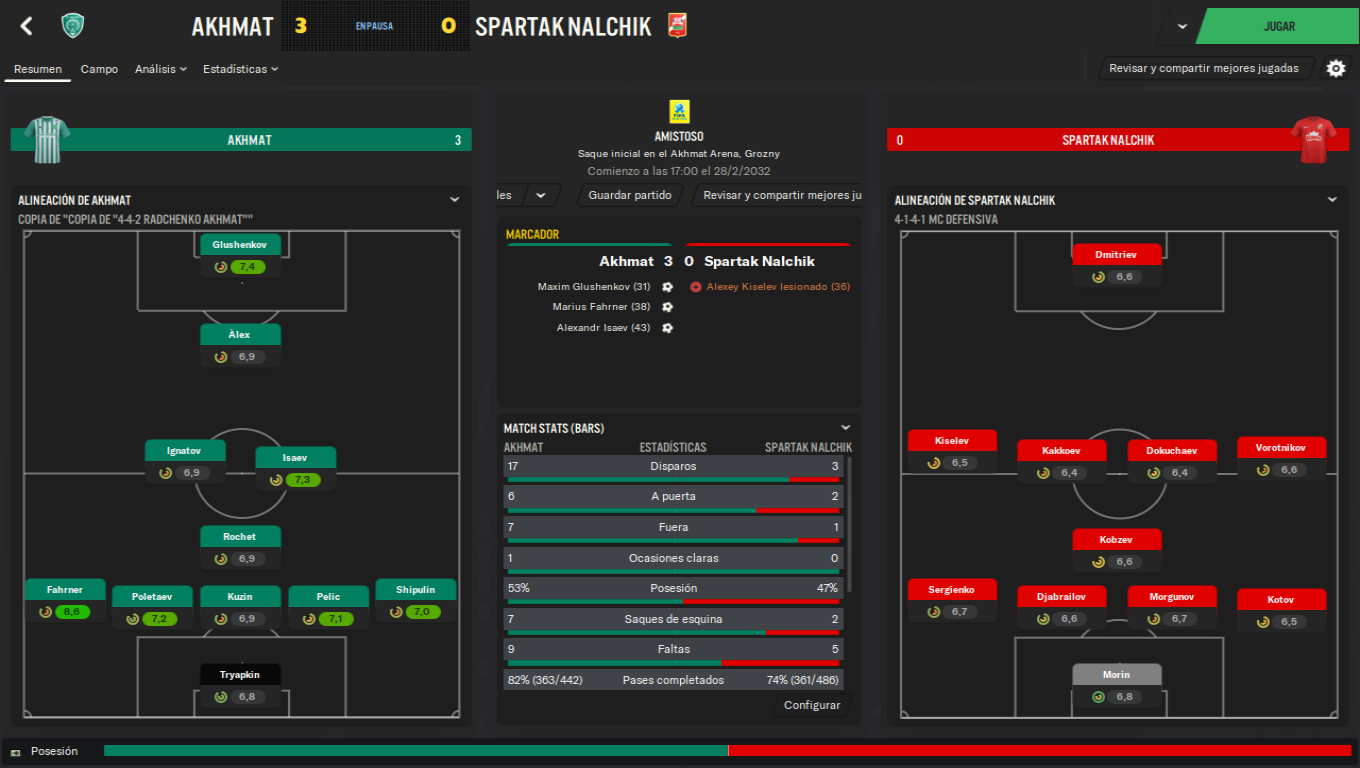 AKHMAT 3 EN PAUSA 0 SPARTAK NALCHIK
JUGAR
Resumen Campo Análisis Estadísticas
Revisar y compartir mejores jugadas
AKHMAT 3
FIFA
AMISTOSO
Saque inicial en el Akhmat Arena, Grozny
Comienzo a las 17:00 el 28/2/2032
0 SPARTAK NALCHIK
les Guardar partido Revisar y compartir mejores ju
ALINEACIÓN DE AKHMAT
COPIA DE "COPIA DE "4-4-2 RADCHENKO AKHMAT""
Glushenkov
7,4
Àlex
6,9
Ignatov
6,9
Isaev
7,3
Rochet
6,9
Fahrner
8,6
Poletaev
7,2
Kuzin
6,9
Pelic
7,1
Shipulin
7,0
Tryapkin
6,8
MARCADOR
Akhmat 3 0 Spartak Nalchik
Maxim Glushenkov (31) Alexey Kiselev lesionado (36)
Marius Fahrner (38)
Alexandr Isaev (43)
MATCH STATS (BARS)
AKHMAT ESTADÍSTICAS SPARTAK NALCHIK
17 Disparos 3
6 A puerta 2
7 Fuera 1
1 Ocasiones claras 0
53% Posesión 47%
7 Saques de esquina 2
9 Faltas 5
82% (363/442) Pases completados 74% (361/486)
Configurar
ALINEACIÓN DE SPARTAK NALCHIK
4-1-4-1 MC DEFENSIVA
Dmitriev
6,6
Kiselev
6,5
Kakkoev
6,4
Dokuchaev
6,4
Vorotnikov
6,6
Kobzev
6,6
Sergienko
6,7
Djabrailov
6,6
Morgunov
6,7
Kotov
6,5
Morin
6,8
Posesión